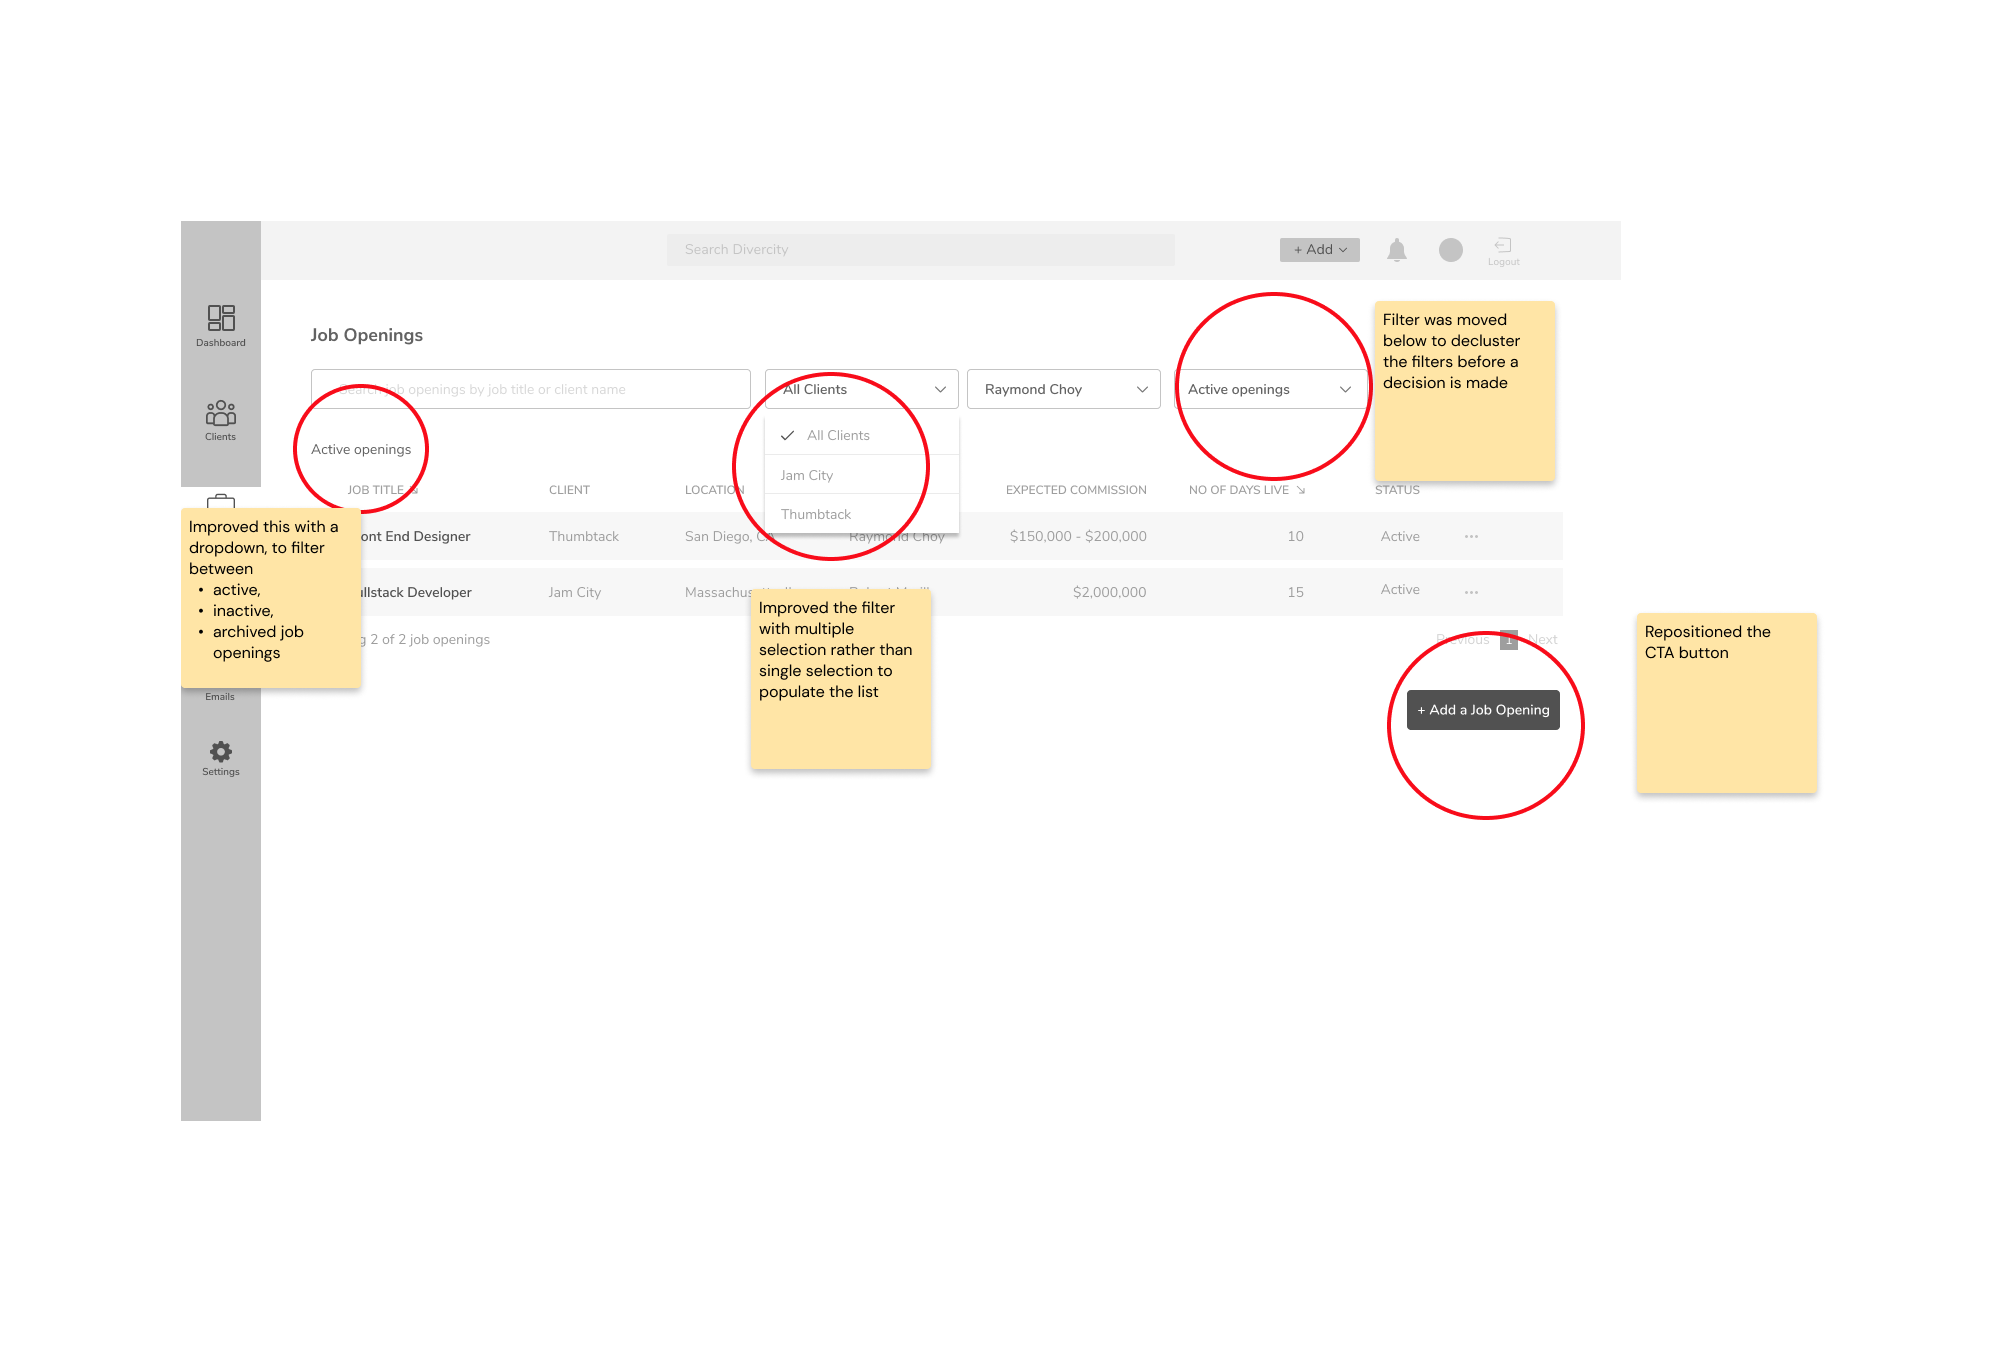 Search Divercity
+ Add
Logout
Dashboard
Clients
Emails
Settings
Job Openings
Search job openings by job title or client name
All Clients
Raymond Choy
Active openings
All Clients
Jam City
Thumbtack
Active openings
JOB TITLE
CLIENT
LOCATION
EXPECTED COMMISSION
NO OF DAYS LIVE
STATUS
End Designer
Thumbtack
San Diego, CA
Raymond Choy
$150,000 - $200,000
10
Active
Developer
Jam City
$2,000,000
15
Active
2 of 2 job openings
Previous
1
Next
+ Add a Job Opening
Filter was moved
below to decluster
the filters before a
decision is made
Improved this with a
dropdown, to filter
between
• active,
• inactive,
• archived job
openings
Improved the filter
with multiple
selection rather than
single selection to
populate the list
Repositioned the
CTA button